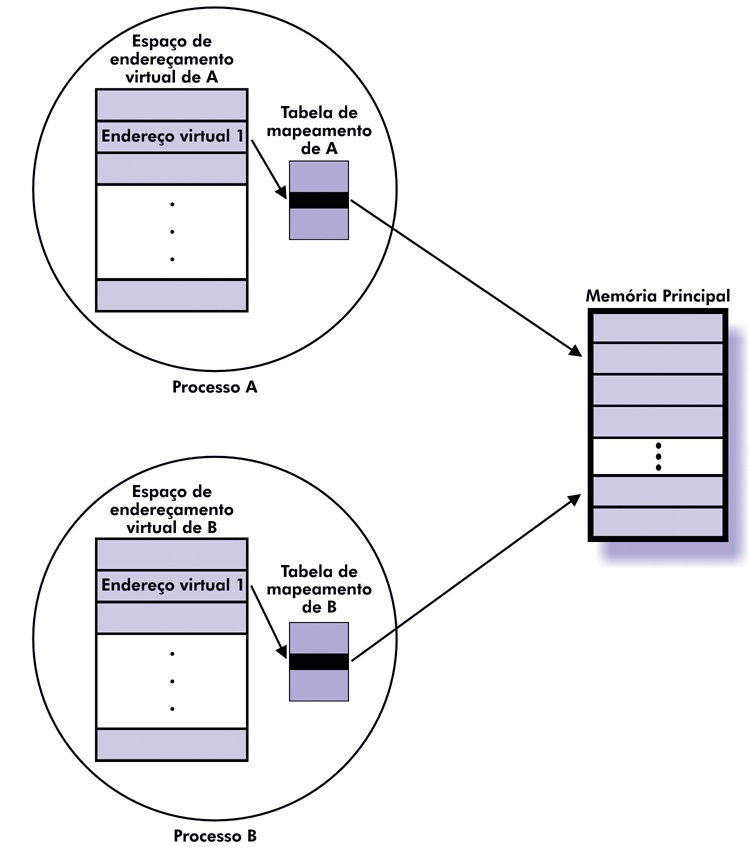 Espaço de
endereçamento
virtual de A
Endereço virtual 1
Tabela de
mapeamento
de A
Processo A
Memória Principal
Espaço de
endereçamento
virtual de B
Endereço virtual 1
Tabela de
mapeamento
de B
Processo B